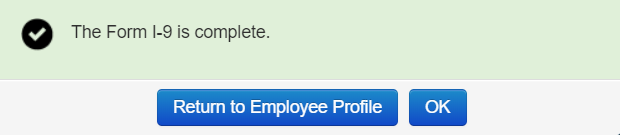 The Form I-9 is complete.
Return to Employee Profile
OK